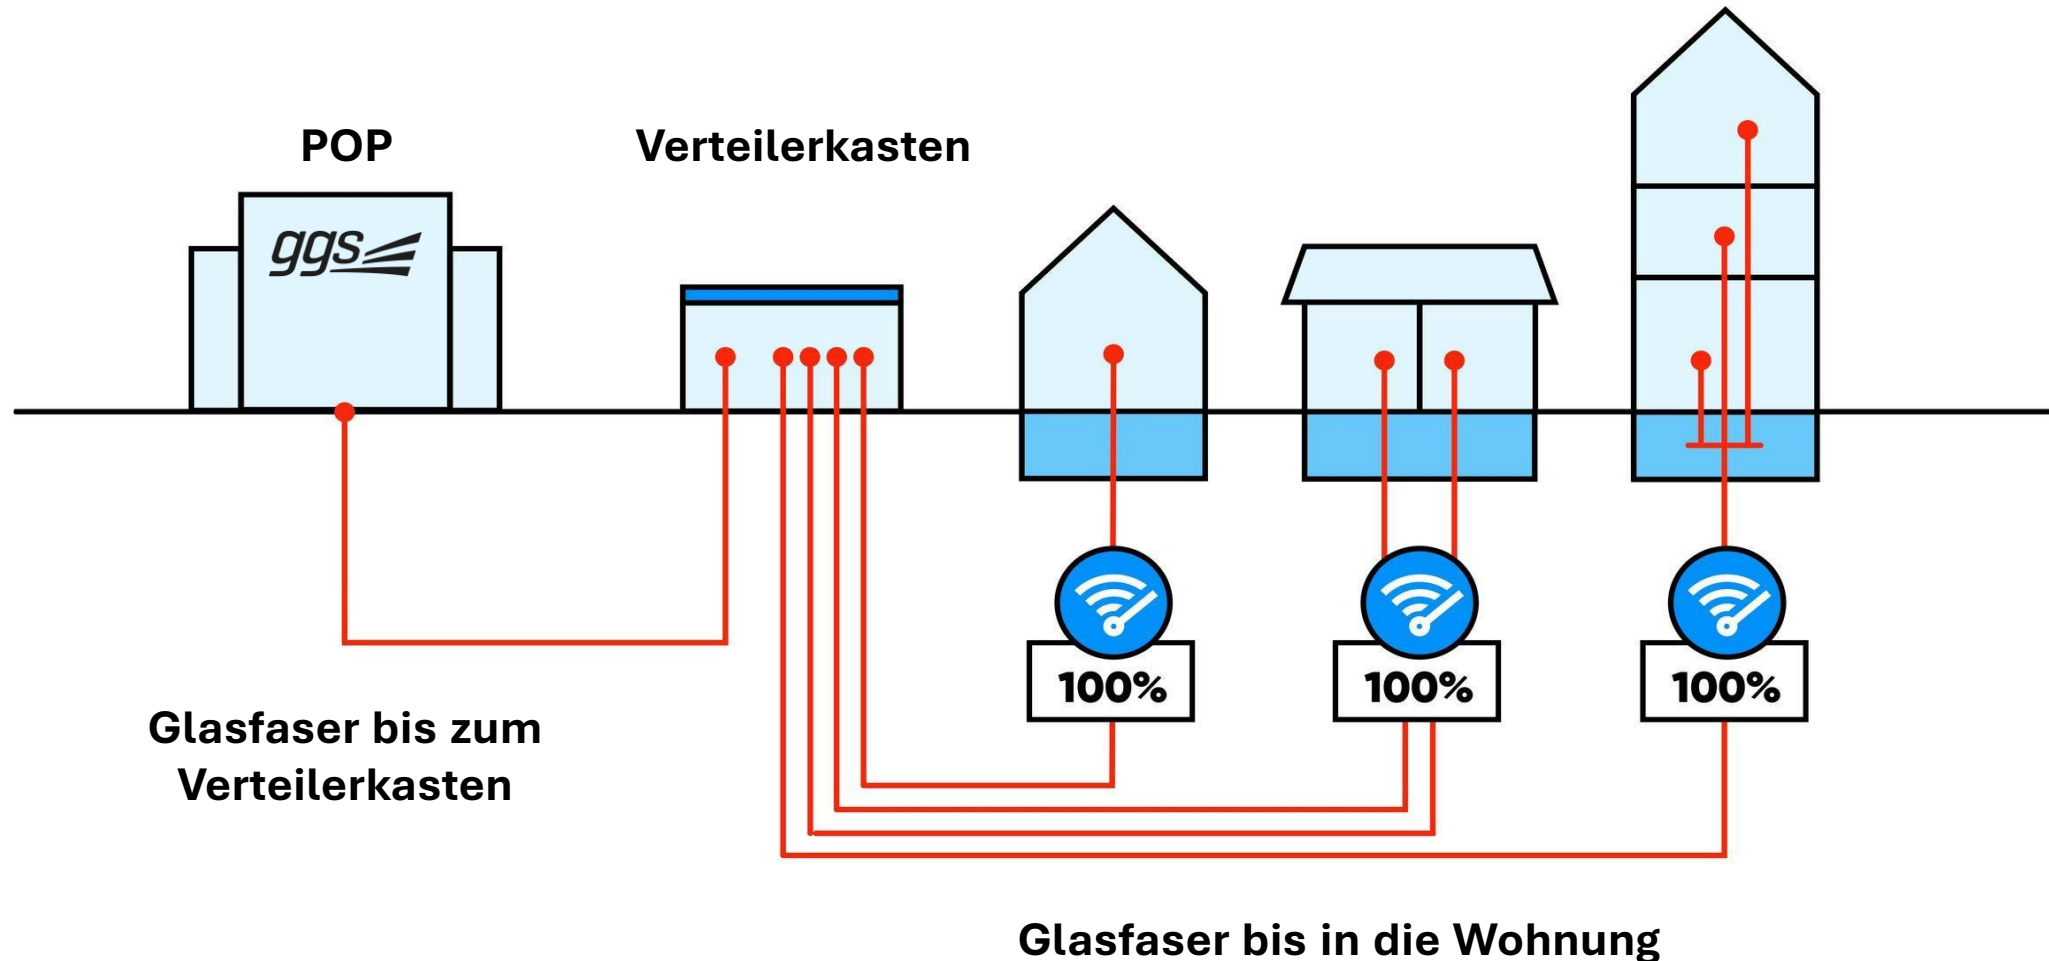 POP
Verteilerkasten
ggs
100%
100%
100%
Glasfaser bis zum
Verteilerkasten
Glasfaser bis in die Wohnung